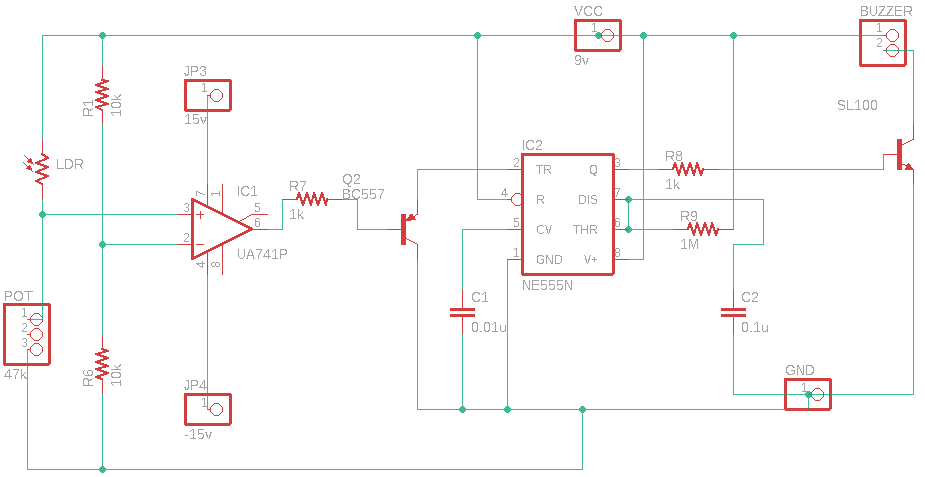 VCC
1
9v
BUZZER
1
2
JP3
1
15v
R1
10k
SL100
LDR
IC2
2
TR
Q
3
R8
1k
4
R
DIS
7
5
CV
THR
6
R9
1M
1
GND
V+
8
NE555N
IC1
7
1
3
+
5
6
2
-
4
8
UA741P
R7
1k
Q2
BC557
POT
1
2
3
47k
C1
0.01u
C2
0.1u
R6
10k
JP4
1
-15v
GND
1